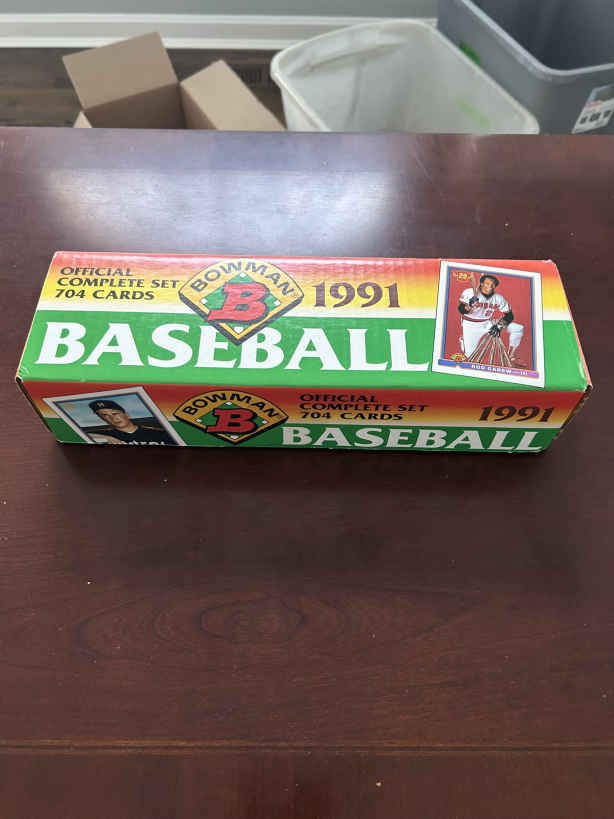 OFFICIAL
COMPLETE SET
704 CARDS
BOWMAN
B
1991
BASEBALL
ROD CAREW
BOWMAN
B
OFFICIAL
COMPLETE SET
704 CARDS
1991
BASEBALL